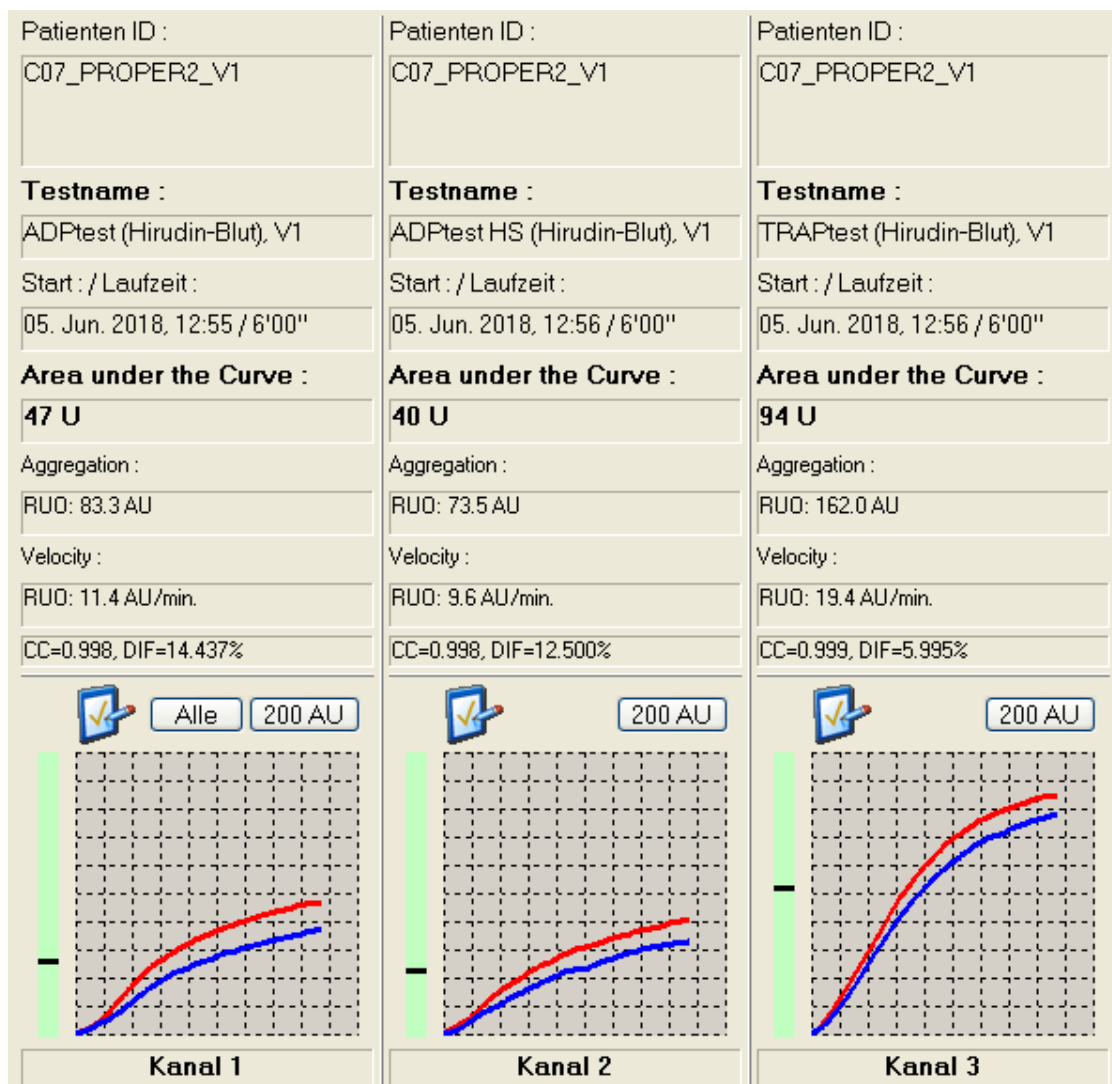 Patienten ID :
C07_PROPER2_V1
Testname :
ADPtest (Hirudin-Blut), V1
Start : / Laufzeit :
05. Jun. 2018, 12:55 / 6'00"
Area under the Curve :
47 U
Aggregation :
RUO: 83.3 AU
Velocity :
RUO: 11.4 AU/min.
CC=0.998, DIF=14.437%
Alle
200 AU
Kanal 1
Patienten ID :
C07_PROPER2_V1
Testname :
ADPtest HS (Hirudin-Blut), V1
Start : / Laufzeit :
05. Jun. 2018, 12:56 / 6'00"
Area under the Curve :
40 U
Aggregation :
RUO: 73.5 AU
Velocity :
RUO: 9.6 AU/min.
CC=0.998, DIF=12.500%
200 AU
Kanal 2
Patienten ID :
C07_PROPER2_V1
Testname :
TRAPtest (Hirudin-Blut), V1
Start : / Laufzeit :
05. Jun. 2018, 12:56 / 6'00"
Area under the Curve :
94 U
Aggregation :
RUO: 162.0 AU
Velocity :
RUO: 19.4 AU/min.
CC=0.999, DIF=5.995%
200 AU
Kanal 3